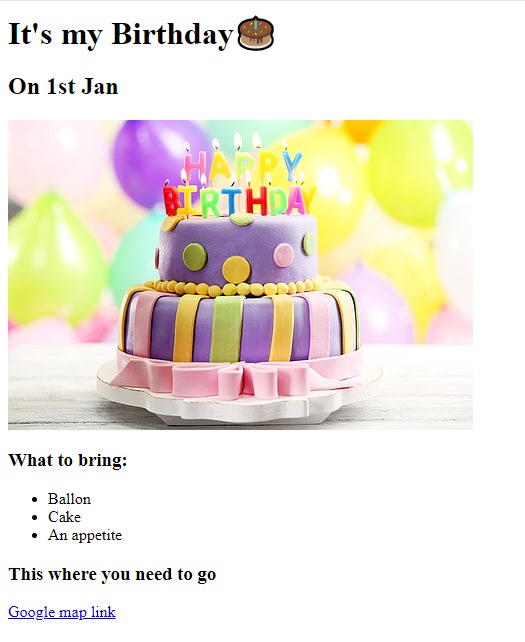 It's my Birthday🎂
On 1st Jan
HAPPY
BIRTHDAY
What to bring:
Ballon
Cake
An appetite
This where you need to go
Google map link